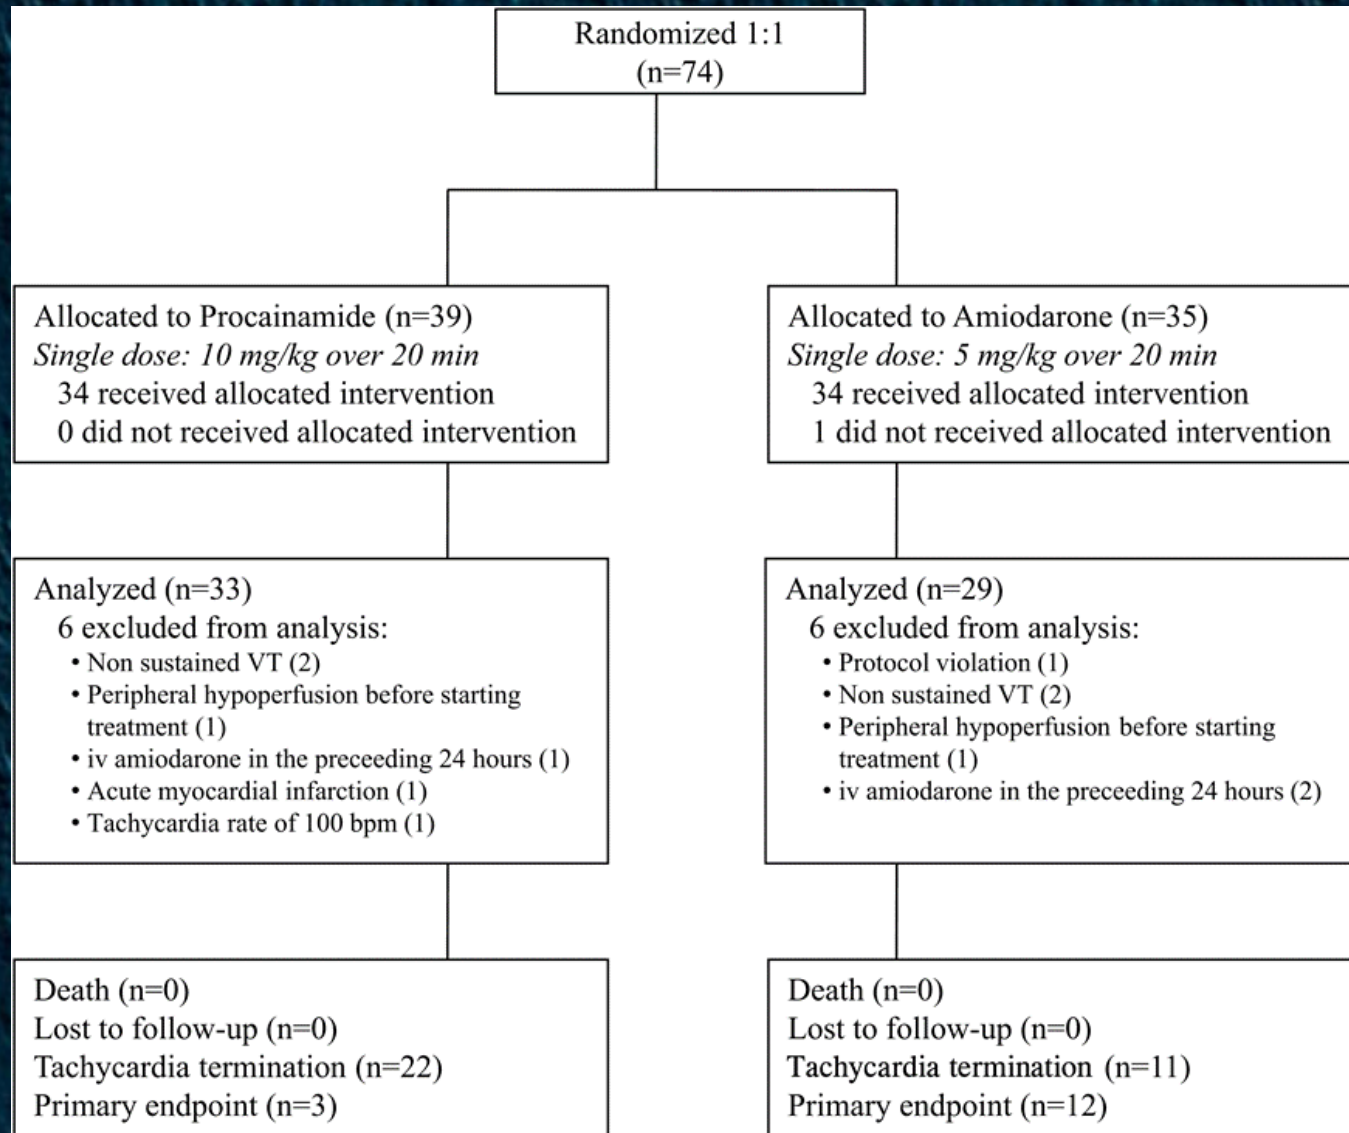 Randomized 1:1
(n=74)
Allocated to Procainamide (n=39)
Single dose: 10 mg/kg over 20 min
34 received allocated intervention
0 did not received allocated intervention
Allocated to Amiodarone (n=35)
Single dose: 5 mg/kg over 20 min
34 received allocated intervention
1 did not received allocated intervention
Analyzed (n=33)
6 excluded from analysis:
• Non sustained VT (2)
• Peripheral hypoperfusion before starting
treatment (1)
• iv amiodarone in the preceeding 24 hours (1)
• Acute myocardial infarction (1)
• Tachycardia rate of 100 bpm (1)
Analyzed (n=29)
6 excluded from analysis:
• Protocol violation (1)
• Non sustained VT (2)
• Peripheral hypoperfusion before starting
treatment (1)
• iv amiodarone in the preceeding 24 hours (2)
Death (n=0)
Lost to follow-up (n=0)
Tachycardia termination (n=22)
Primary endpoint (n=3)
Death (n=0)
Lost to follow-up (n=0)
Tachycardia termination (n=11)
Primary endpoint (n=12)